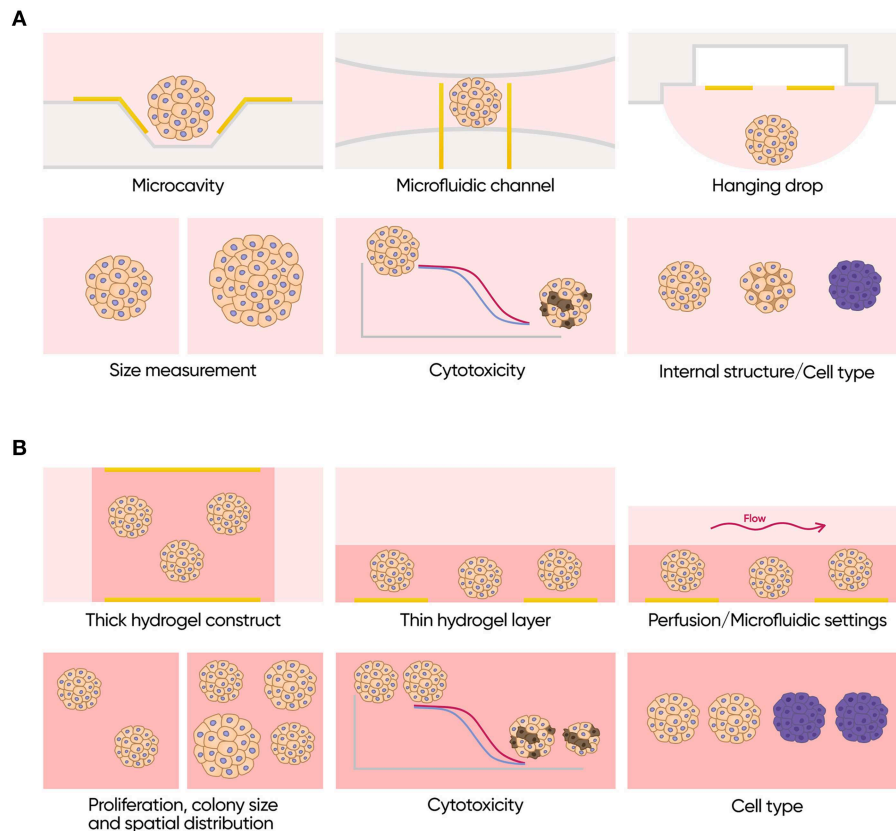 A
Microcavity
Microfluidic channel
Hanging drop
Size measurement
Cytotoxicity
Internal structure/Cell type
B
Flow
Thick hydrogel construct
Thin hydrogel layer
Perfusion/Microfluidic settings
Proliferation, colony size
and spatial distribution
Cytotoxicity
Cell type